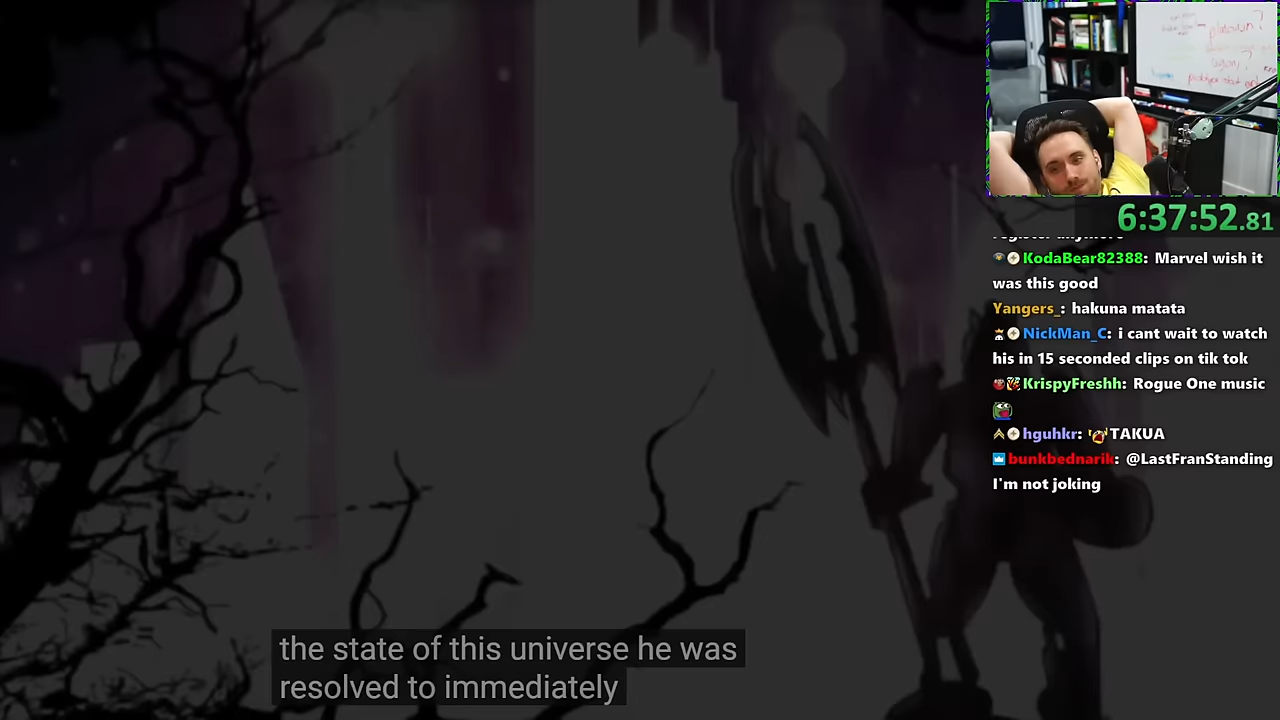 6:37:52.81
KodaBear82388: Marvel wish it
was this good
Yangers_: hakuna matata
NickMan_C: i cant wait to watch
his in 15 seconded clips on tik tok
KrispyFreshh: Rogue One music
hguhkr: TAKUA
bunkbednarik: @LastFranStanding
I'm not joking
the state of this universe he was
resolved to immediately